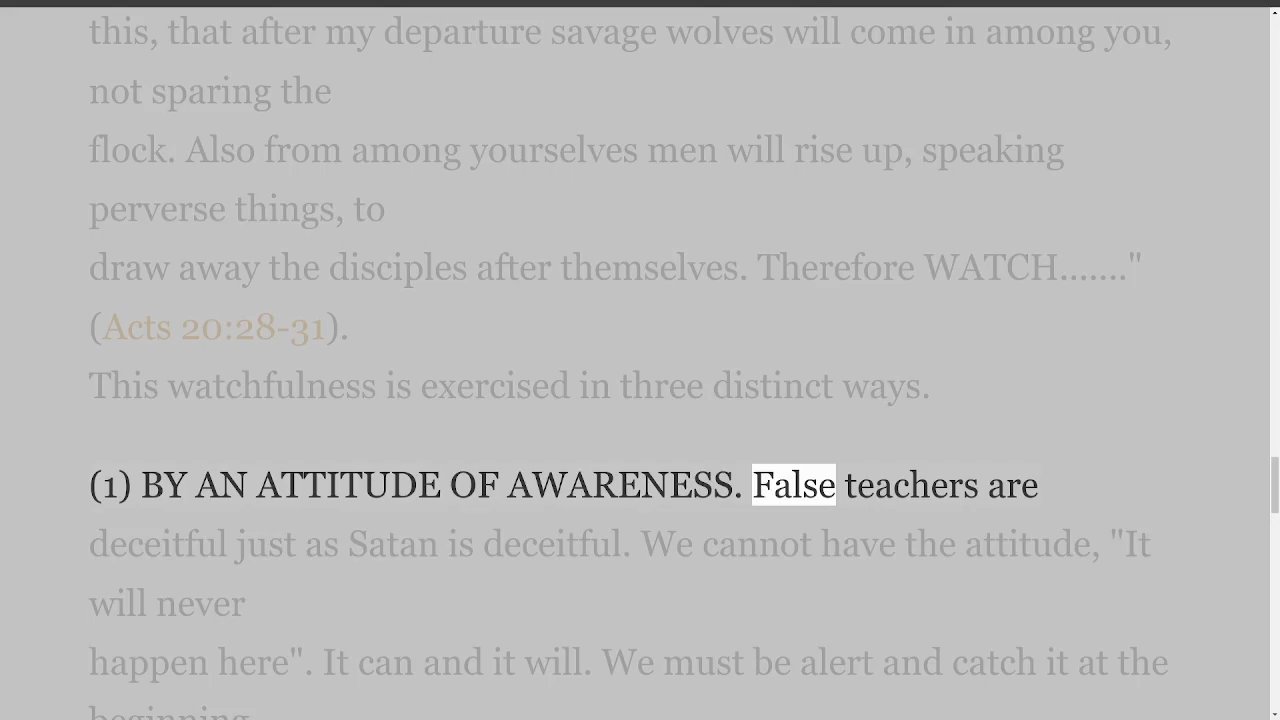 this, that after my departure savage wolves will come in among you,
not sparing the
flock. Also from among yourselves men will rise up, speaking
perverse things, to
draw away the disciples after themselves. Therefore WATCH......."
(Acts 20:28-31).
This watchfulness is exercised in three distinct ways.
(1) BY AN ATTITUDE OF AWARENESS. False teachers are
deceitful just as Satan is deceitful. We cannot have the attitude, "It
will never
happen here". It can and it will. We must be alert and catch it at the
beginning